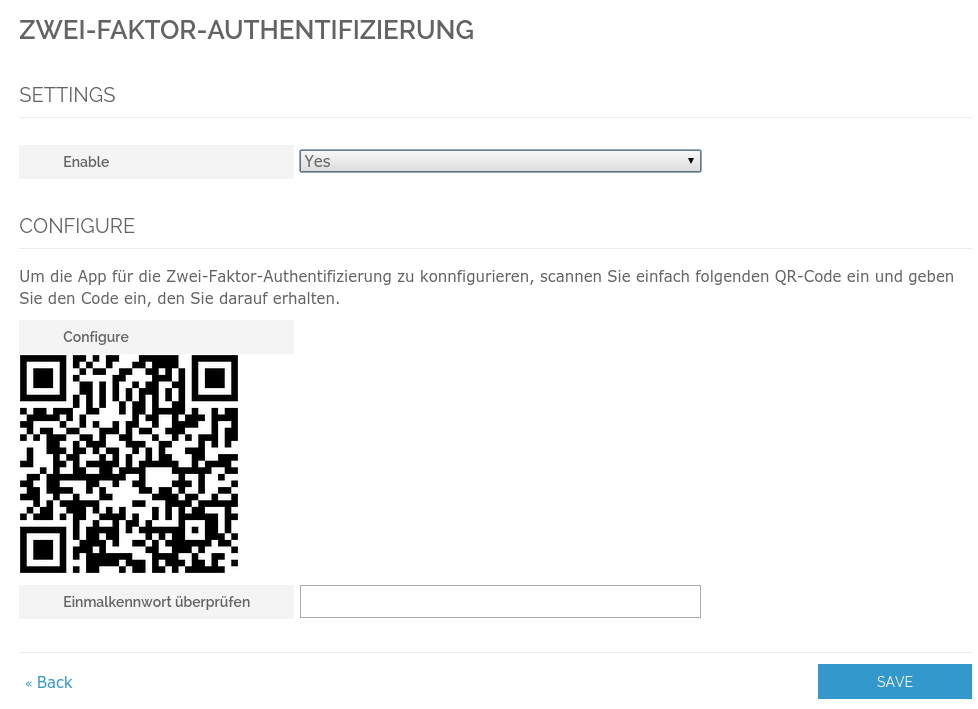 ZWEI-FAKTOR-AUTHENTIFIZIERUNG
SETTINGS
Enable
Yes
CONFIGURE
Um die App für die Zwei-Faktor-Authentifizierung zu konnfigurieren, scannen Sie einfach folgenden QR-Code ein und geben
Sie den Code ein, den Sie darauf erhalten.
Configure
Einmalkennwort überprüfen
« Back
SAVE